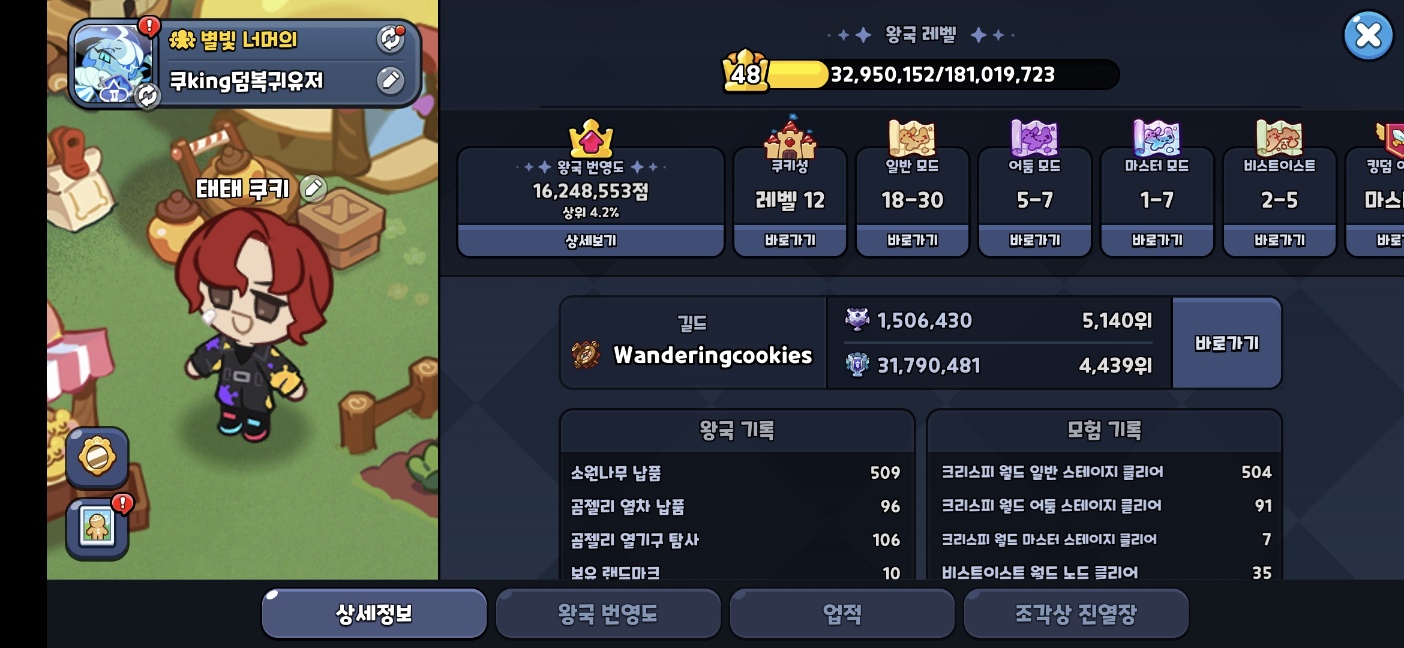 별빛 너머의
쿠king덤복귀유저
태태 쿠키
왕국 레벨
48
32,950,152/181,019,723
왕국 번영도
16,248,553점
상위 4.2%
상세보기
쿠키성
레벨 12
바로가기
일반 모드
18-30
바로가기
어둠 모드
5-7
바로가기
마스터 모드
1-7
바로가기
비스트이스트
2-5
바로가기
킹덤
마스
바로
길드
Wanderingcookies
1,506,430 5,140위
31,790,481 4,439위
바로가기
왕국 기록
소원나무 납품 509
곰젤리 열차 납품 96
곰젤리 열기구 탐사 106
보유 랜드마크 10
모험 기록
크리스피 월드 일반 스테이지 클리어 504
크리스피 월드 어둠 스테이지 클리어 91
크리스피 월드 마스터 스테이지 클리어 7
비스트이스트 월드 노드 클리어 35
상세정보
왕국 번영도
업적
조각상 진열장